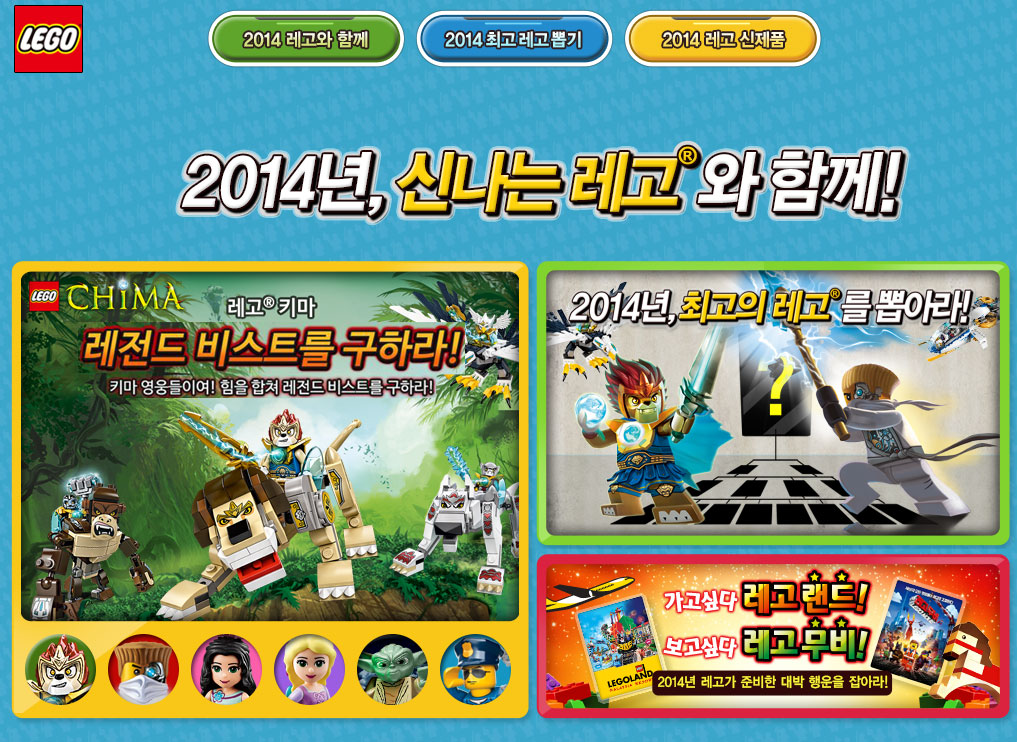 LEGO
2014 레고와 함께
2014 최고 레고 뽑기
2014 레고 신제품
2014년, 신나는 레고® 와 함께!
LEGO CHIMA
레고® 키마
레전드 비스트를 구하라!
키마 영웅들이여! 힘을 합쳐 레전드 비스트를 구하라!
2014년, 최고의 레고® 를 뽑아라!
?
가고싶다 레고 랜드!
보고싶다 레고 무비!
2014년 레고가 준비한 대박 행운을 잡아라!
LEGOLAND